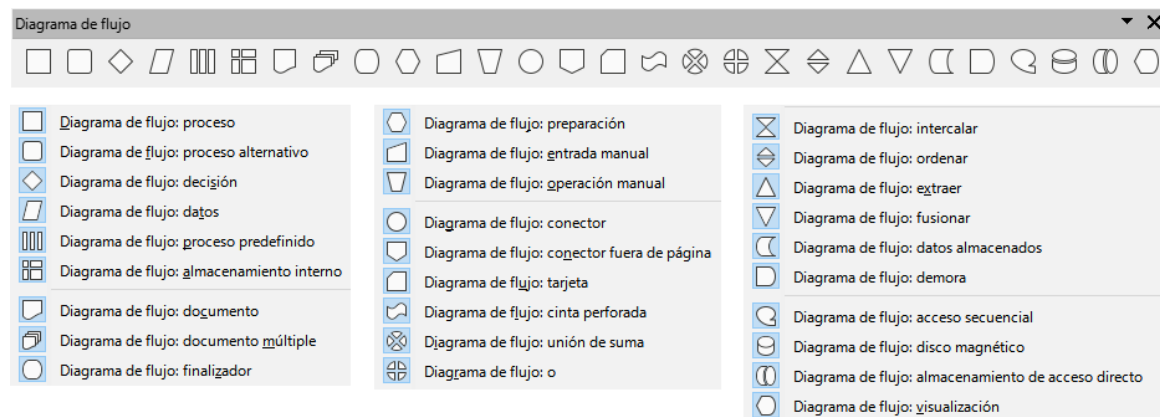 Diagrama de flujo
Diagrama de flujo: proceso
Diagrama de flujo: proceso alternativo
Diagrama de flujo: decisión
Diagrama de flujo: datos
Diagrama de flujo: proceso predefinido
Diagrama de flujo: almacenamiento interno
Diagrama de flujo: documento
Diagrama de flujo: documento múltiple
Diagrama de flujo: finalizador
Diagrama de flujo: preparación
Diagrama de flujo: entrada manual
Diagrama de flujo: operación manual
Diagrama de flujo: conector
Diagrama de flujo: conector fuera de página
Diagrama de flujo: tarjeta
Diagrama de flujo: cinta perforada
Diagrama de flujo: unión de suma
Diagrama de flujo: o
Diagrama de flujo: intercalar
Diagrama de flujo: ordenar
Diagrama de flujo: extraer
Diagrama de flujo: fusionar
Diagrama de flujo: datos almacenados
Diagrama de flujo: demora
Diagrama de flujo: acceso secuencial
Diagrama de flujo: disco magnético
Diagrama de flujo: almacenamiento de acceso directo
Diagrama de flujo: visualización